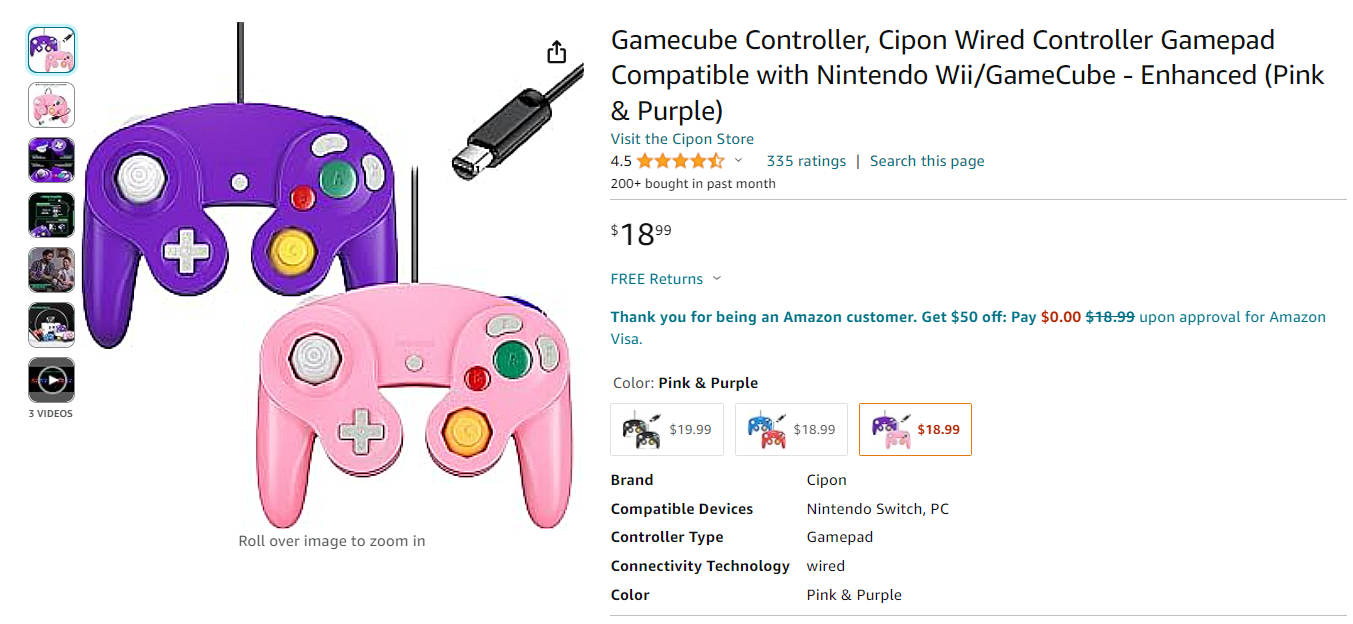 Gamecube Controller, Cipon Wired Controller Gamepad
Compatible with Nintendo Wii/GameCube - Enhanced (Pink
& Purple)
Visit the Cipon Store
4.5 335 ratings | Search this page
200+ bought in past month
$18.99
FREE Returns
Thank you for being an Amazon customer. Get $50 off: Pay $0.00 $18.99 upon approval for Amazon
Visa.
Color: Pink & Purple
$19.99 $18.99 $18.99
Brand Cipon
Compatible Devices Nintendo Switch, PC
Controller Type Gamepad
Connectivity Technology wired
Color Pink & Purple
3 VIDEOS
A
B
C
A
B
C
Roll over image to zoom in